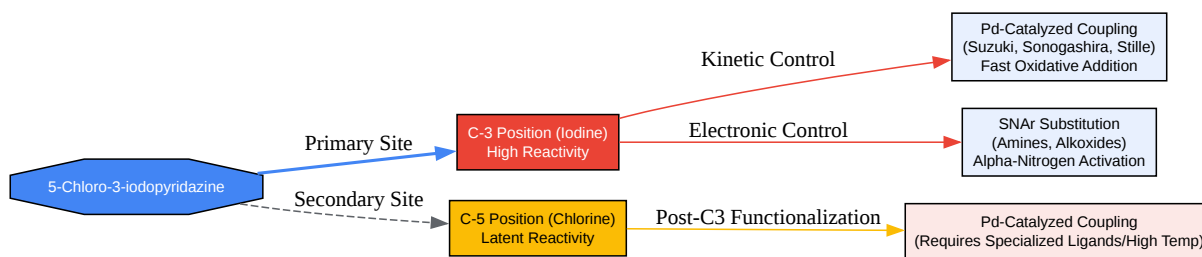 5-Chloro-3-iodopyridazine
Primary Site
Secondary Site
C-3 Position (Iodine)
High Reactivity
C-5 Position (Chlorine)
Latent Reactivity
Kinetic Control
Electronic Control
Post-C3 Functionalization
Pd-Catalyzed Coupling
(Suzuki, Sonogashira, Stille)
Fast Oxidative Addition
SNAr Substitution
(Amines, Alkoxides)
Alpha-Nitrogen Activation
Pd-Catalyzed Coupling
(Requires Specialized Ligands/High Temp)